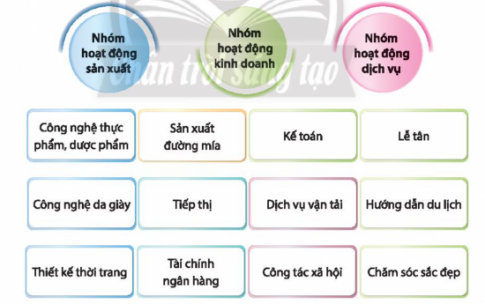 Nhóm
hoạt động
sản xuất
Nhóm
hoạt động
kinh doanh
Nhóm
hoạt động
dịch vụ
Chân trời sáng tạo
Công nghệ thực
phẩm, dược phẩm
Sản xuất
đường mía
Kế toán
Lễ tân
Công nghệ da giày
Tiếp thị
Dịch vụ vận tải
Hướng dẫn du lịch
Thiết kế thời trang
Tài chính
ngân hàng
Công tác xã hội
Chăm sóc sắc đẹp